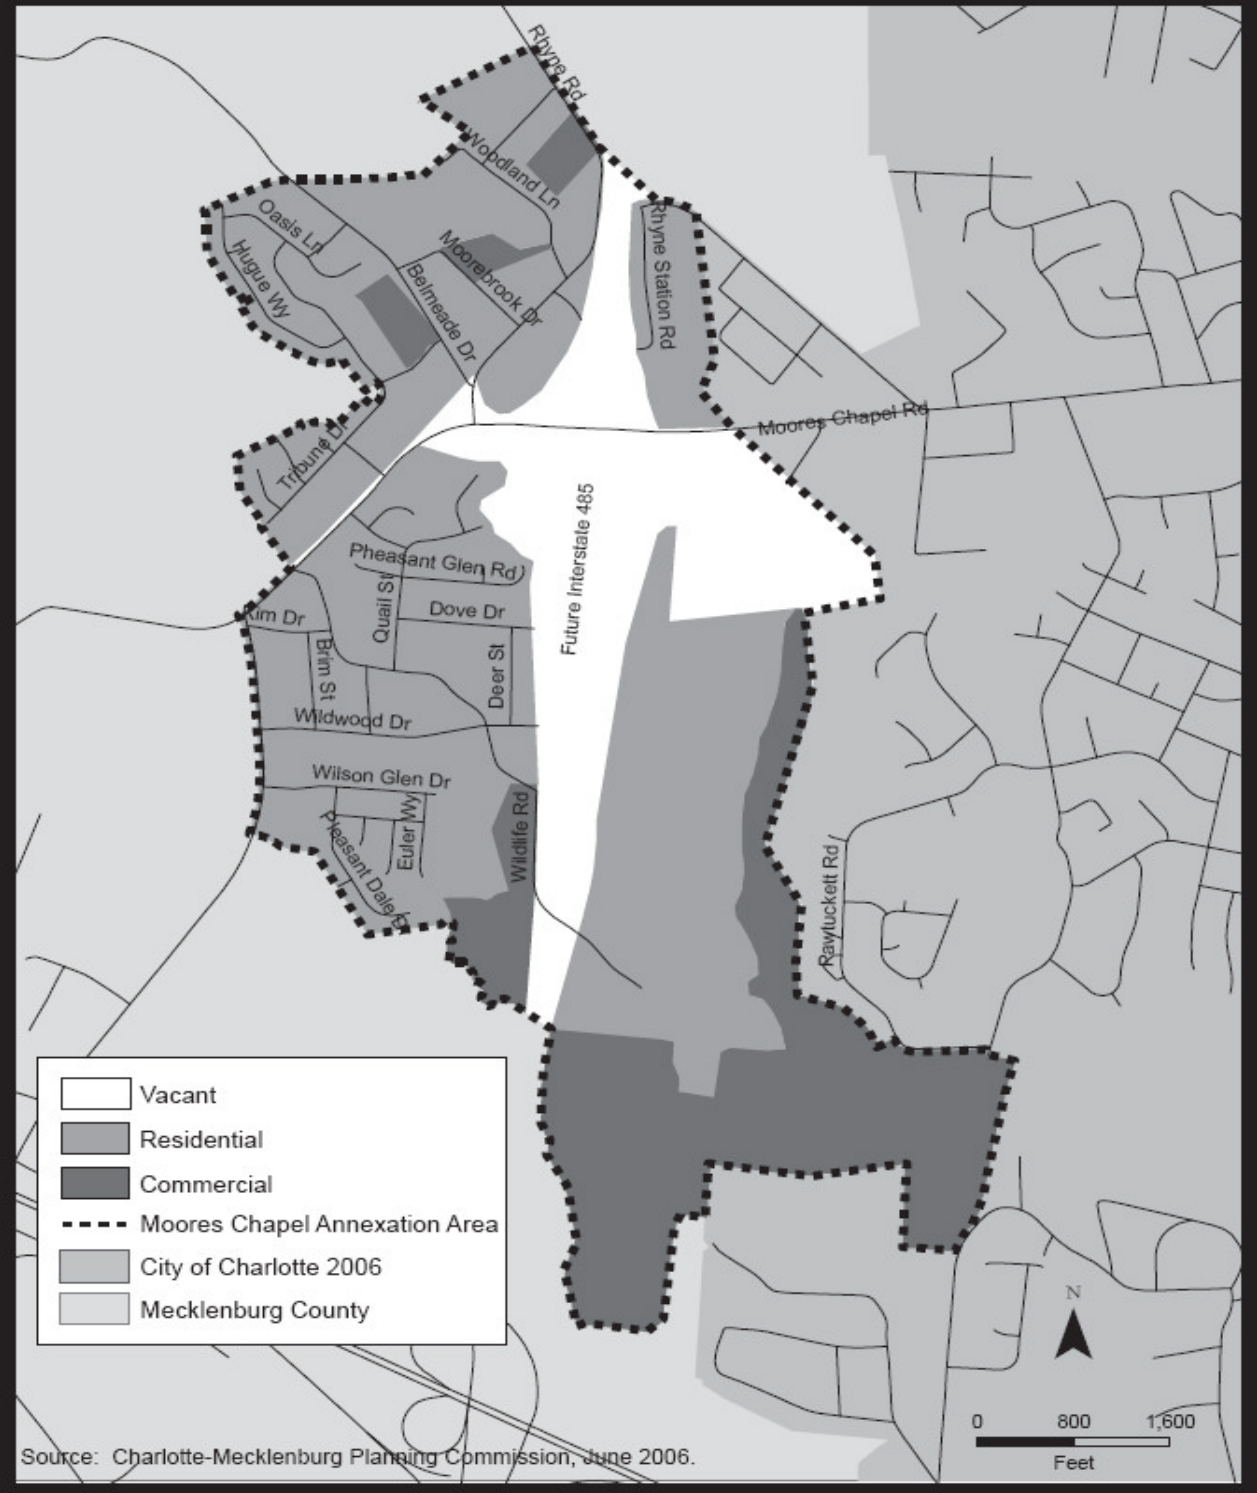 Rhyne Rd
Woodland Ln
Oasis Ln
Hugue Wy
Moorebrook Dr
Belmeade Dr
Rhyne Station Rd
Moores Chapel Rd
Tribune Dr
Future Interstate 485
Pheasant Glen Rd
Quail St
Dove Dr
Kim Dr
Brim St
Deer St
Wildwood Dr
Wilson Glen Dr
Euler Wy
Wildlife Rd
Pleasant Dale D
Rawtuckett Rd
Vacant
Residential
Commercial
Moores Chapel Annexation Area
City of Charlotte 2006
Mecklenburg County
N
0 800 1,600
Feet
Source: Charlotte-Mecklenburg Planning Commission, June 2006.